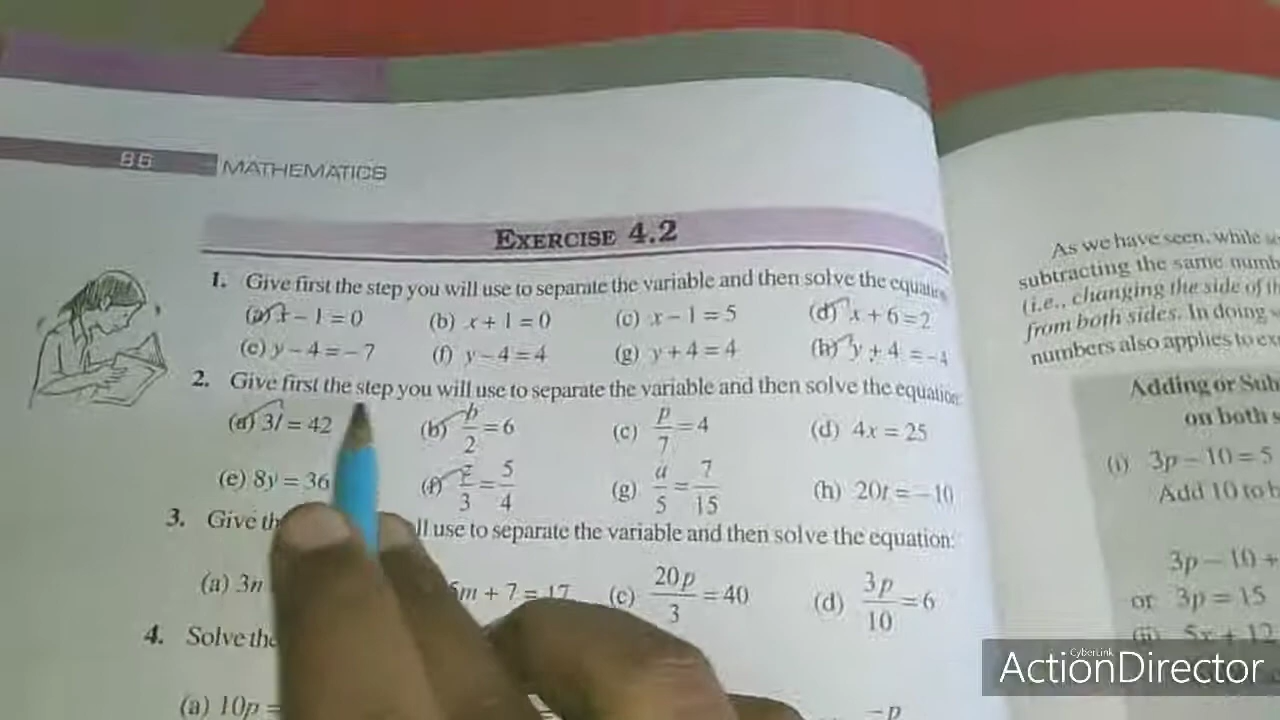 86 MATHEMATICS
EXERCISE 4.2
1. Give first the step you will use to separate the variable and then solve the
(a) x − 1 = 0 (b) x + 1 = 0 (c) x − 1 = 5 (d) x + 6 = 2
(e) y − 4 = − 7 (f) y − 4 = 4 (g) y + 4 = 4 (h) y + 4 = − 4
2. Give first the step you will use to separate the variable and then solve the equation:
(a) 3l = 42 (b) b/2 = 6 (c) p/7 = 4 (d) 4x = 25
(e) 8y = 36 (f) z/3 = 5/4 (g) a/5 = 7/15 (h) 20t = − 10
3. Give use to separate the variable and then solve the equation:
(a) 3n m + 7 = 17 (c) 20p/3 = 40 (d) 3p/10 = 6
4. Solve the
(a) 10p = −p
As we have seen, while
subtracting the same
(i.e., changing the side of
from both sides. In doing
numbers also applies to
Adding or
on both
(i) 3p − 10 = 5
Add 10 to
3p − 10 +
or 3p = 15
(ii) 5x + 12
CyberLink
ActionDirector